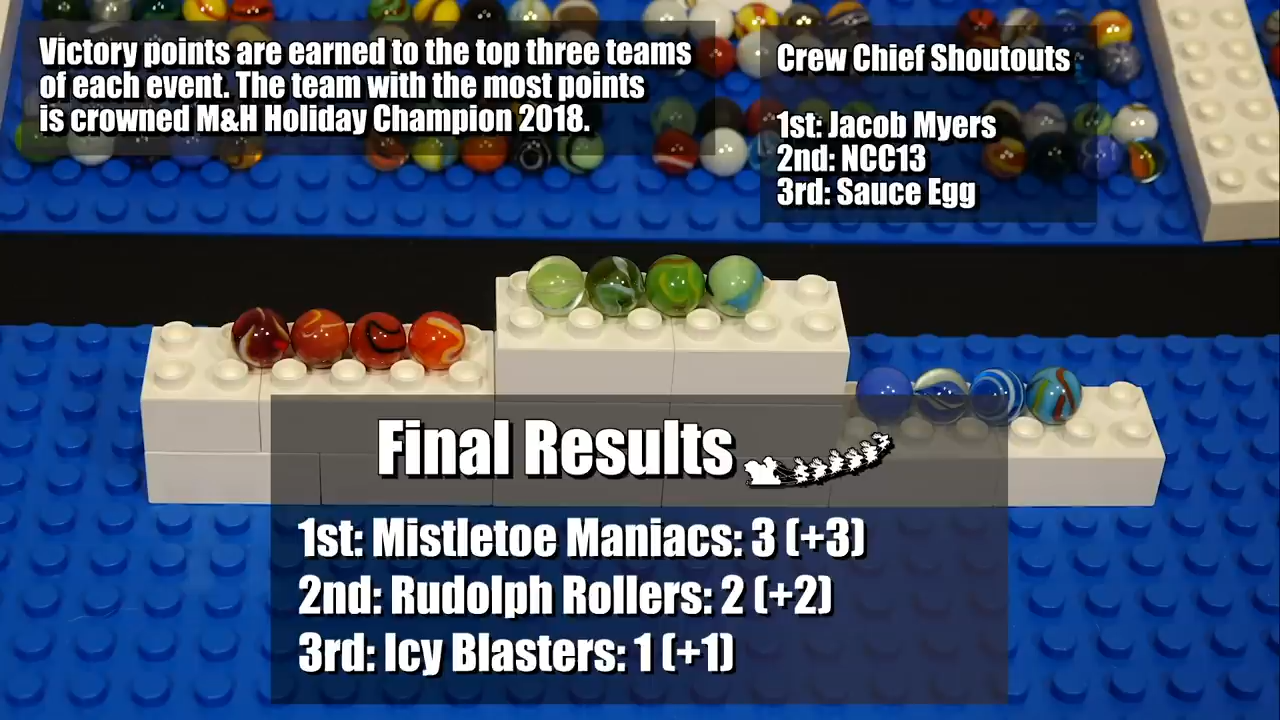 Victory points are earned to the top three teams
of each event. The team with the most points
is crowned M&H Holiday Champion 2018.
Crew Chief Shoutouts
1st: Jacob Myers
2nd: NCC13
3rd: Sauce Egg
Final Results
1st: Mistletoe Maniacs: 3 (+3)
2nd: Rudolph Rollers: 2 (+2)
3rd: Icy Blasters: 1 (+1)